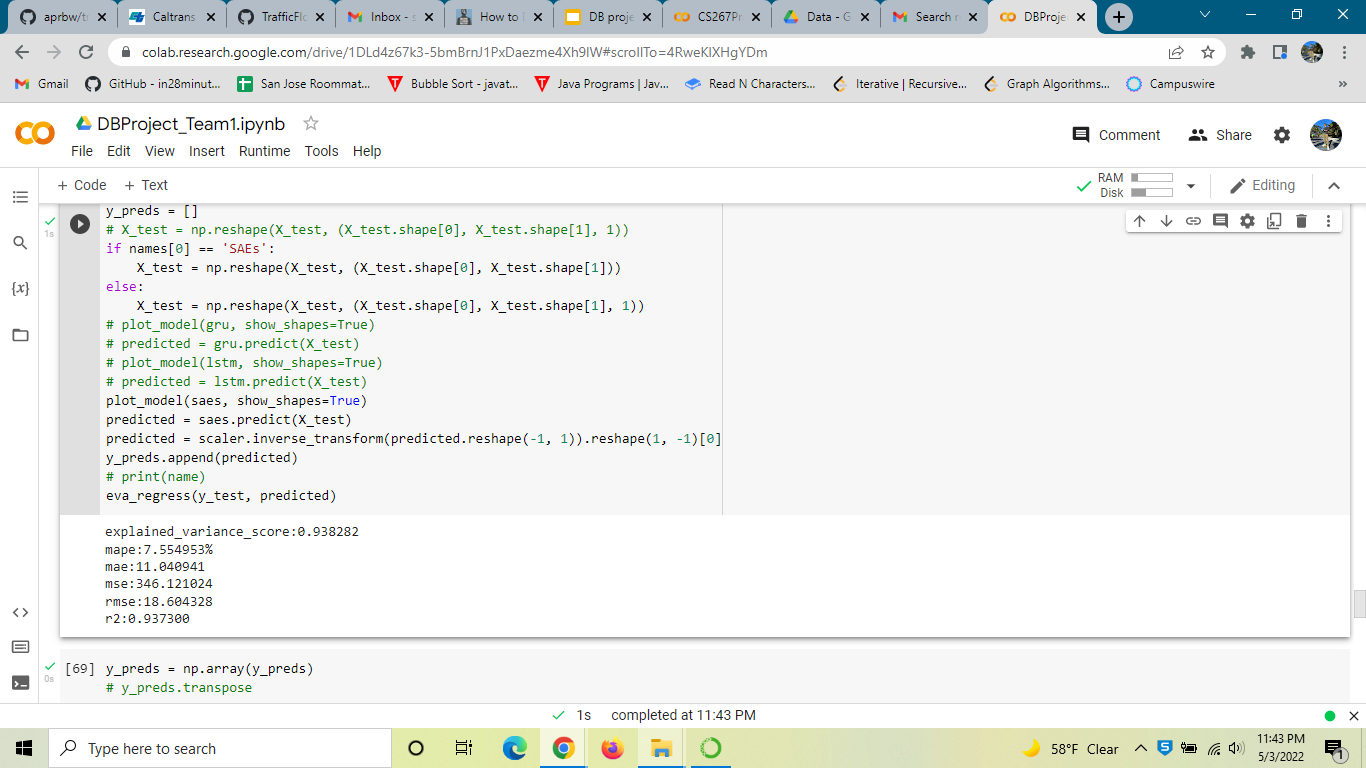 aprbw/tr
Caltrans
TrafficFlo
Inbox - s
How to
DB proje
CS267Pr
Data - G
Search r
DBProje
colab.research.google.com/drive/1DLd4z67k3-5bmBrnJ1PxDaezme4Xh9lW#scrollTo=4RweKlXHgYDm
Gmail
GitHub - in28minut...
San Jose Roommat...
Bubble Sort - javat...
Java Programs | Jav...
Read N Characters...
Iterative | Recursive...
Graph Algorithms...
Campuswire
»
DBProject_Team1.ipynb
Comment
Share
File Edit View Insert Runtime Tools Help
+ Code + Text
RAM
Disk
Editing
1s
y_preds = []
# X_test = np.reshape(X_test, (X_test.shape[0], X_test.shape[1], 1))
if names[0] == 'SAEs':
X_test = np.reshape(X_test, (X_test.shape[0], X_test.shape[1]))
else:
X_test = np.reshape(X_test, (X_test.shape[0], X_test.shape[1], 1))
# plot_model(gru, show_shapes=True)
# predicted = gru.predict(X_test)
# plot_model(lstm, show_shapes=True)
# predicted = lstm.predict(X_test)
plot_model(saes, show_shapes=True)
predicted = saes.predict(X_test)
predicted = scaler.inverse_transform(predicted.reshape(-1, 1)).reshape(1, -1)[0]
y_preds.append(predicted)
# print(name)
eva_regress(y_test, predicted)
explained_variance_score:0.938282
mape:7.554953%
mae:11.040941
mse:346.121024
rmse:18.604328
r2:0.937300
[69] y_preds = np.array(y_preds)
0s
# y_preds.transpose
1s completed at 11:43 PM
Type here to search
58°F Clear
11:43 PM
5/3/2022
1